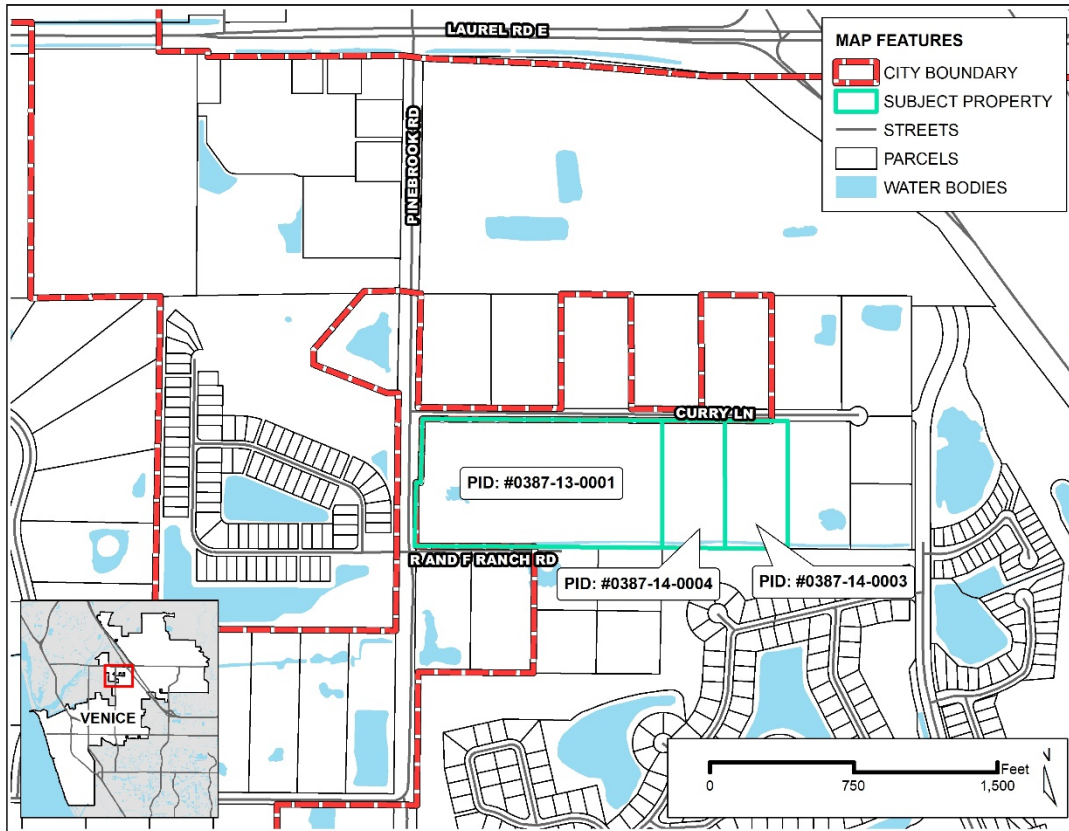 LAUREL RD E
MAP FEATURES
CITY BOUNDARY
SUBJECT PROPERTY
STREETS
PARCELS
WATER BODIES
PINEBROOK RD
CURRY LN
PID: #0387-13-0001
R AND F RANCH RD
PID: #0387-14-0004
PID: #0387-14-0003
VENICE
N
Feet
0
750
1,500